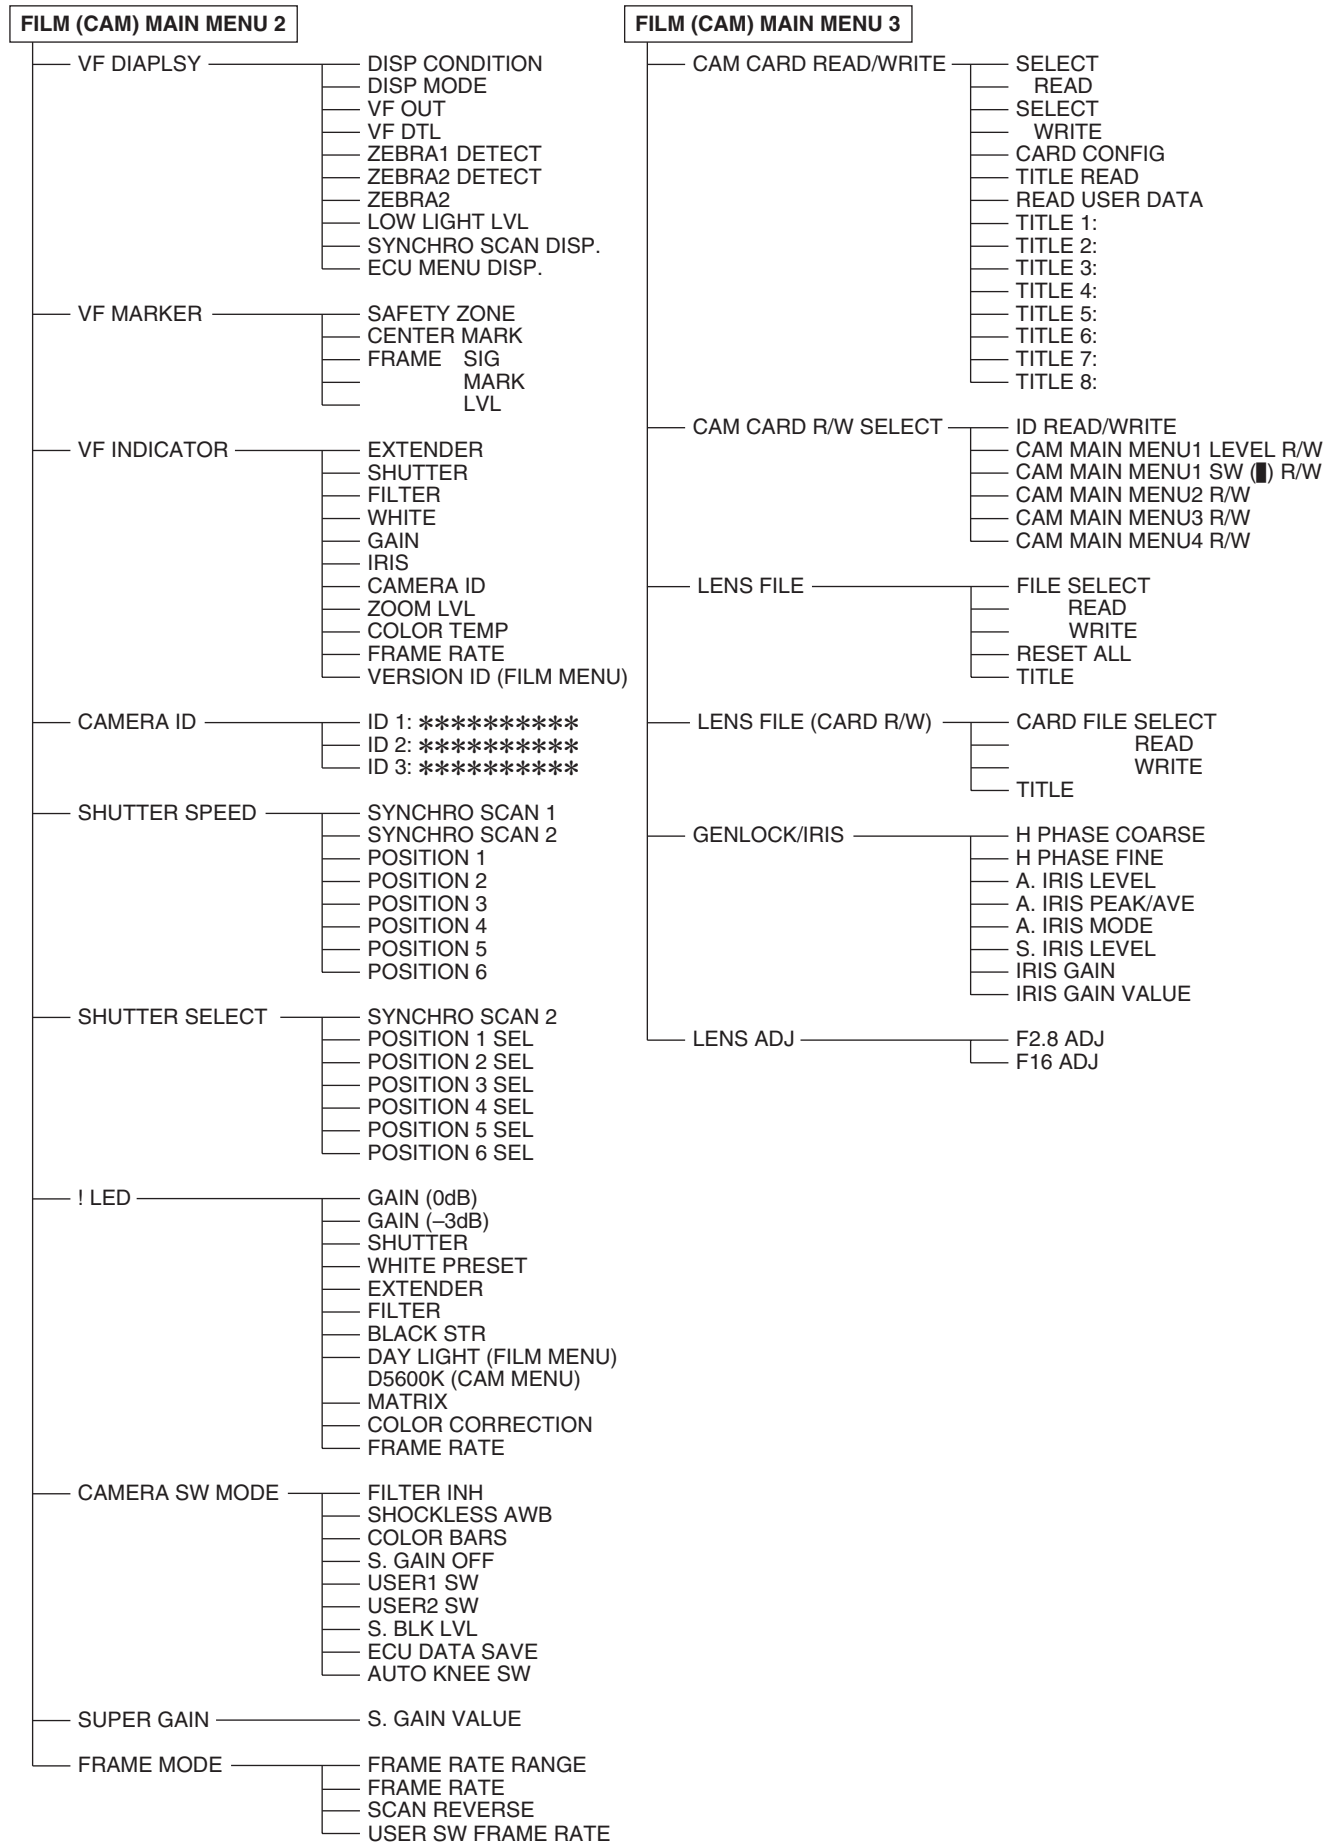 FILM (CAM) MAIN MENU 2
VF DIAPLSY
DISP CONDITION
DISP MODE
VF OUT
VF DTL
ZEBRA1 DETECT
ZEBRA2 DETECT
ZEBRA2
LOW LIGHT LVL
SYNCHRO SCAN DISP.
ECU MENU DISP.
VF MARKER
SAFETY ZONE
CENTER MARK
FRAME SIG
MARK
LVL
VF INDICATOR
EXTENDER
SHUTTER
FILTER
WHITE
GAIN
IRIS
CAMERA ID
ZOOM LVL
COLOR TEMP
FRAME RATE
VERSION ID (FILM MENU)
CAMERA ID
ID 1: **********
ID 2: **********
ID 3: **********
SHUTTER SPEED
SYNCHRO SCAN 1
SYNCHRO SCAN 2
POSITION 1
POSITION 2
POSITION 3
POSITION 4
POSITION 5
POSITION 6
SHUTTER SELECT
SYNCHRO SCAN 2
POSITION 1 SEL
POSITION 2 SEL
POSITION 3 SEL
POSITION 4 SEL
POSITION 5 SEL
POSITION 6 SEL
! LED
GAIN (0dB)
GAIN (–3dB)
SHUTTER
WHITE PRESET
EXTENDER
FILTER
BLACK STR
DAY LIGHT (FILM MENU)
D5600K (CAM MENU)
MATRIX
COLOR CORRECTION
FRAME RATE
CAMERA SW MODE
FILTER INH
SHOCKLESS AWB
COLOR BARS
S. GAIN OFF
USER1 SW
USER2 SW
S. BLK LVL
ECU DATA SAVE
AUTO KNEE SW
SUPER GAIN
S. GAIN VALUE
FRAME MODE
FRAME RATE RANGE
FRAME RATE
SCAN REVERSE
USER SW FRAME RATE
FILM (CAM) MAIN MENU 3
CAM CARD READ/WRITE
SELECT
READ
SELECT
WRITE
CARD CONFIG
TITLE READ
READ USER DATA
TITLE 1:
TITLE 2:
TITLE 3:
TITLE 4:
TITLE 5:
TITLE 6:
TITLE 7:
TITLE 8:
CAM CARD R/W SELECT
ID READ/WRITE
CAM MAIN MENU1 LEVEL R/W
CAM MAIN MENU1 SW (▮) R/W
CAM MAIN MENU2 R/W
CAM MAIN MENU3 R/W
CAM MAIN MENU4 R/W
LENS FILE
FILE SELECT
READ
WRITE
RESET ALL
TITLE
LENS FILE (CARD R/W)
CARD FILE SELECT
READ
WRITE
TITLE
GENLOCK/IRIS
H PHASE COARSE
H PHASE FINE
A. IRIS LEVEL
A. IRIS PEAK/AVE
A. IRIS MODE
S. IRIS LEVEL
IRIS GAIN
IRIS GAIN VALUE
LENS ADJ
F2.8 ADJ
F16 ADJ